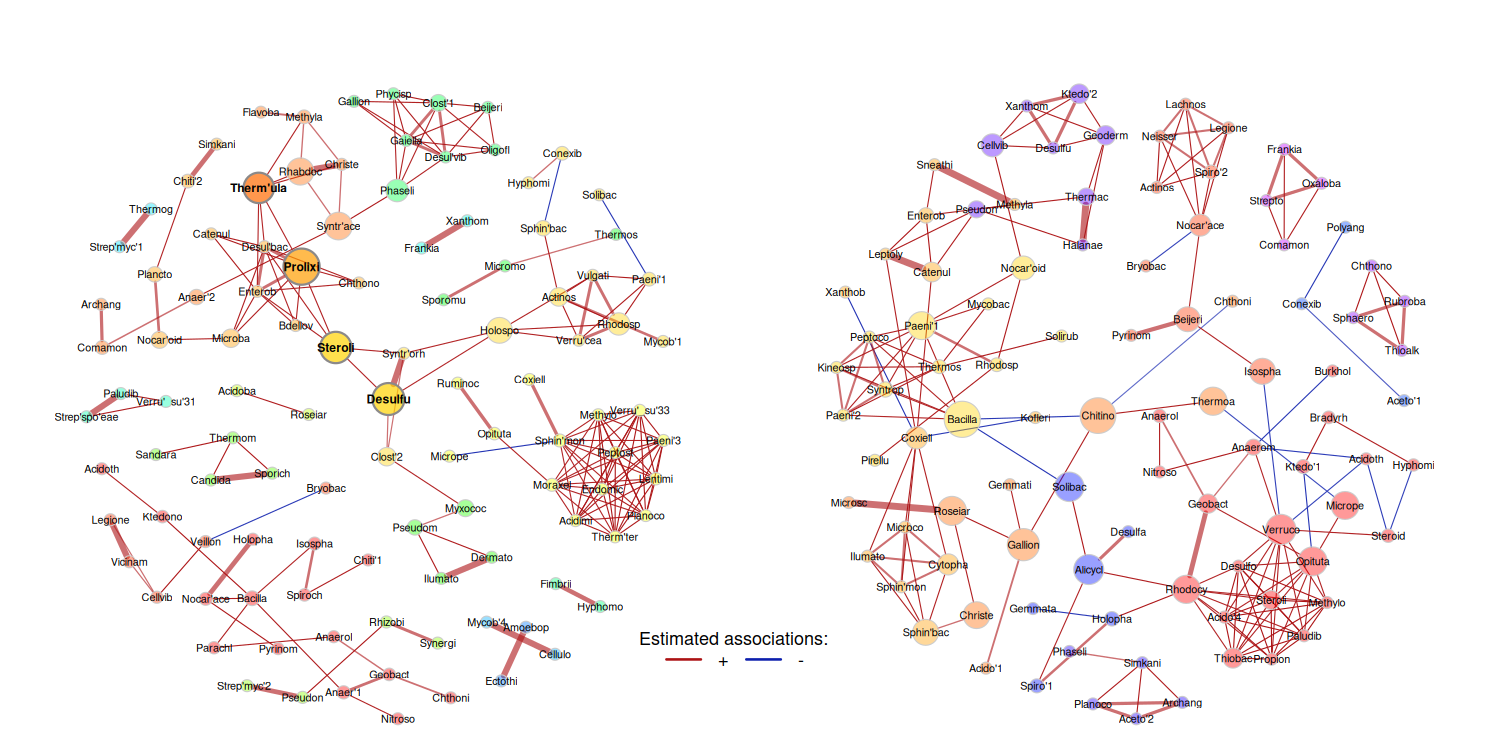 Gallion
Phycisp
Clost'1
Beijeri
Flavoba
Methyla
Simkani
Gaiella
Desul'vib
Oligofl
Rhabdoc
Christe
Chiti'2
Therm'uia
Phaseli
Conexib
Hyphomi
Solibac
Thermog
Strep'myc'1
Catenul
Desul'bac
Syntr'ace
Xanthom
Frankia
Sphin'bac
Thermos
Prolixi
Plancto
Enterob
Chthono
Anaer'2
Micromo
Sporomu
Vulgati
Paeni'1
Actinos
Archang
Bdellov
Comamon
Nocar'oid
Microba
Steroli
Syntr'orh
Holospo
Rhodosp
Verru'cea
Mycob'1
Desulfu
Ruminoc
Coxiell
Paludib
Verru'su'31
Strep'spo'eae
Acidoba
Roseiar
Thermom
Sandara
Candida
Sporich
Clost'2
Opituta
Micrope
Sphin'mon
Methylo
Verru'su'33
Paeni'3
Peptost
Moraxel
Endomic
Lentimi
Acidimi
Planoco
Therm'ter
Acidoth
Bryobac
Myxococ
Legione
Ktedono
Veillon
Pseudom
Vicinam
Holopha
Isospha
Chiti'1
Dermato
Ilumato
Cellvib
Nocar'ace
Bacilla
Spiroch
Fimbrii
Hyphomo
Parachl
Pyrinom
Anaerol
Rhizobi
Synergi
Mycob'4
Amoebop
Cellulo
Ectothi
Strep'myc'2
Pseudon
Anaer'1
Geobact
Chthoni
Nitroso
Estimated associations:
+ -
Xanthom
Ktedo'2
Cellvib
Desulfu
Geoderm
Lachnos
Neisser
Legione
Spiro'2
Actinos
Frankia
Oxaloba
Strepto
Comamon
Sneathi
Enterob
Pseudon
Methyla
Thermac
Halanae
Nocar'ace
Bryobac
Polyang
Leptoly
Catenul
Nocar'oid
Xanthob
Mycobac
Paeni'1
Peptoco
Chthoni
Conexib
Chthono
Rubroba
Sphaero
Thioalk
Beijeri
Pyrinom
Solirub
Kineosp
Thermos
Rhodosp
Syntrop
Paeni'2
Isospha
Burkhol
Aceto'1
Bacilla
Kofleri
Chitino
Thermoa
Anaerol
Bradyrh
Coxiell
Pirellu
Anaerom
Nitroso
Ktedo'1
Acidoth
Hyphomi
Gemmati
Solibac
Microsc
Roseiar
Geobact
Micrope
Microco
Gallion
Desulfa
Verruco
Steroid
Ilumato
Cytopha
Alicycl
Opituta
Desulfo
Sphin'mon
Rhodocy
Steroli
Methylo
Gemmata
Holopha
Acido'4
Christe
Sphin'bac
Paludib
Phaseli
Acido'1
Simkani
Thiobac
Propion
Spiro'1
Planoco
Archang
Aceto'2